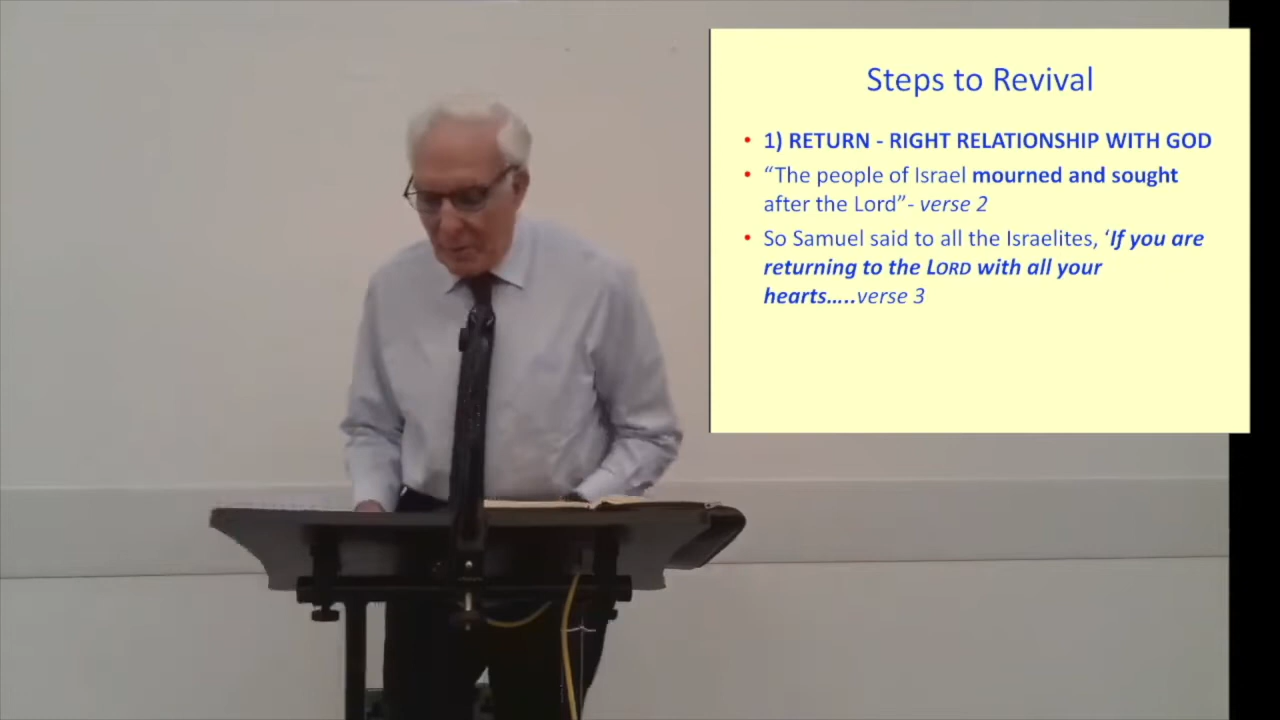 Steps to Revival
• 1) RETURN - RIGHT RELATIONSHIP WITH GOD
• “The people of Israel mourned and sought
after the Lord”- verse 2
• So Samuel said to all the Israelites, ‘If you are
returning to the LORD with all your
hearts…..verse 3